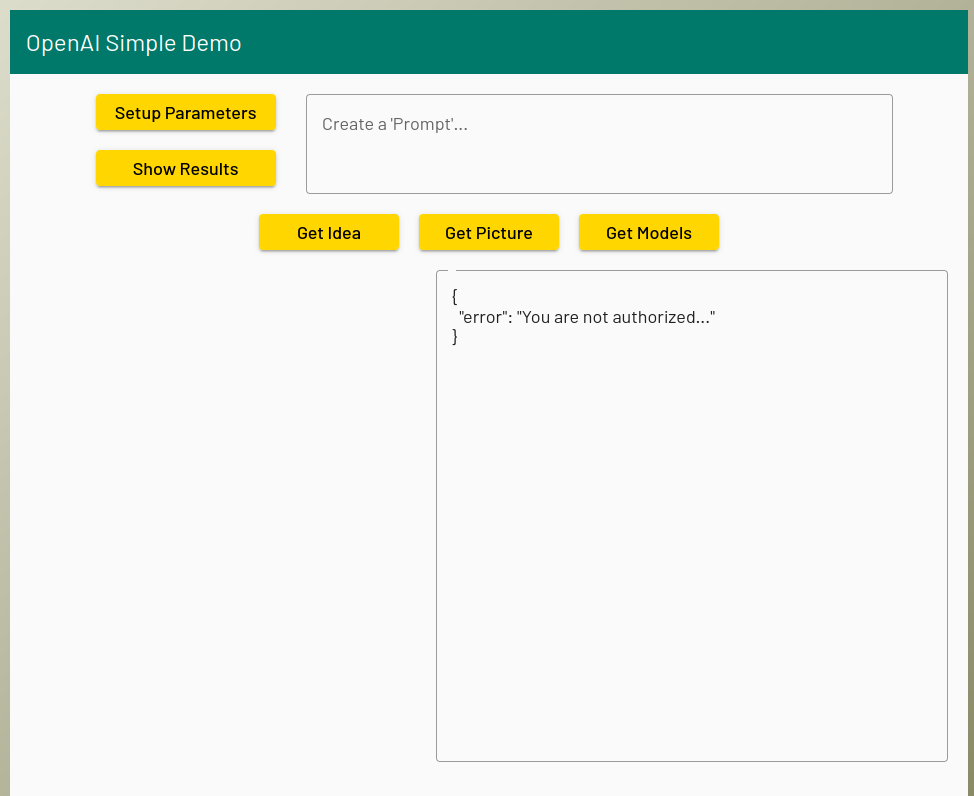 OpenAI Simple Demo
Setup Parameters
Create a 'Prompt'...
Show Results
Get Idea
Get Picture
Get Models
{
"error": "You are not authorized..."
}